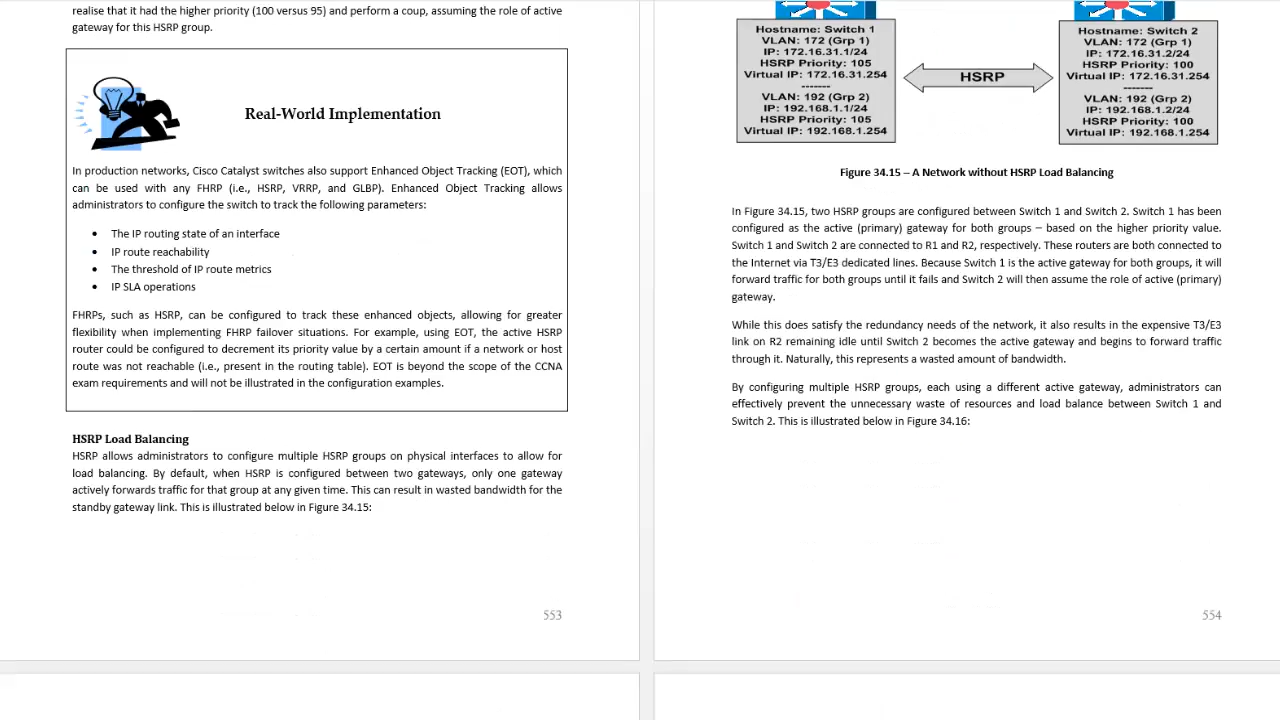 realise that it had the higher priority (100 versus 95) and perform a coup, assuming the role of active
gateway for this HSRP group.
Real-World Implementation
In production networks, Cisco Catalyst switches also support Enhanced Object Tracking (EOT), which
can be used with any FHRP (i.e., HSRP, VRRP, and GLBP). Enhanced Object Tracking allows
administrators to configure the switch to track the following parameters:
• The IP routing state of an interface
• IP route reachability
• The threshold of IP route metrics
• IP SLA operations
FHRPs, such as HSRP, can be configured to track these enhanced objects, allowing for greater
flexibility when implementing FHRP failover situations. For example, using EOT, the active HSRP
router could be configured to decrement its priority value by a certain amount if a network or host
route was not reachable (i.e., present in the routing table). EOT is beyond the scope of the CCNA
exam requirements and will not be illustrated in the configuration examples.
HSRP Load Balancing
HSRP allows administrators to configure multiple HSRP groups on physical interfaces to allow for
load balancing. By default, when HSRP is configured between two gateways, only one gateway
actively forwards traffic for that group at any given time. This can result in wasted bandwidth for the
standby gateway link. This is illustrated below in Figure 34.15:
553
Hostname: Switch 1
VLAN: 172 (Grp 1)
IP: 172.16.31.1/24
HSRP Priority: 105
Virtual IP: 172.16.31.254
-------
VLAN: 192 (Grp 2)
IP: 192.168.1.1/24
HSRP Priority: 105
Virtual IP: 192.168.1.254
HSRP
Hostname: Switch 2
VLAN: 172 (Grp 1)
IP: 172.16.31.2/24
HSRP Priority: 100
Virtual IP: 172.16.31.254
-------
VLAN: 192 (Grp 2)
IP: 192.168.1.2/24
HSRP Priority: 100
Virtual IP: 192.168.1.254
Figure 34.15 – A Network without HSRP Load Balancing
In Figure 34.15, two HSRP groups are configured between Switch 1 and Switch 2. Switch 1 has been
configured as the active (primary) gateway for both groups – based on the higher priority value.
Switch 1 and Switch 2 are connected to R1 and R2, respectively. These routers are both connected to
the Internet via T3/E3 dedicated lines. Because Switch 1 is the active gateway for both groups, it will
forward traffic for both groups until it fails and Switch 2 will then assume the role of active (primary)
gateway.
While this does satisfy the redundancy needs of the network, it also results in the expensive T3/E3
link on R2 remaining idle until Switch 2 becomes the active gateway and begins to forward traffic
through it. Naturally, this represents a wasted amount of bandwidth.
By configuring multiple HSRP groups, each using a different active gateway, administrators can
effectively prevent the unnecessary waste of resources and load balance between Switch 1 and
Switch 2. This is illustrated below in Figure 34.16:
554